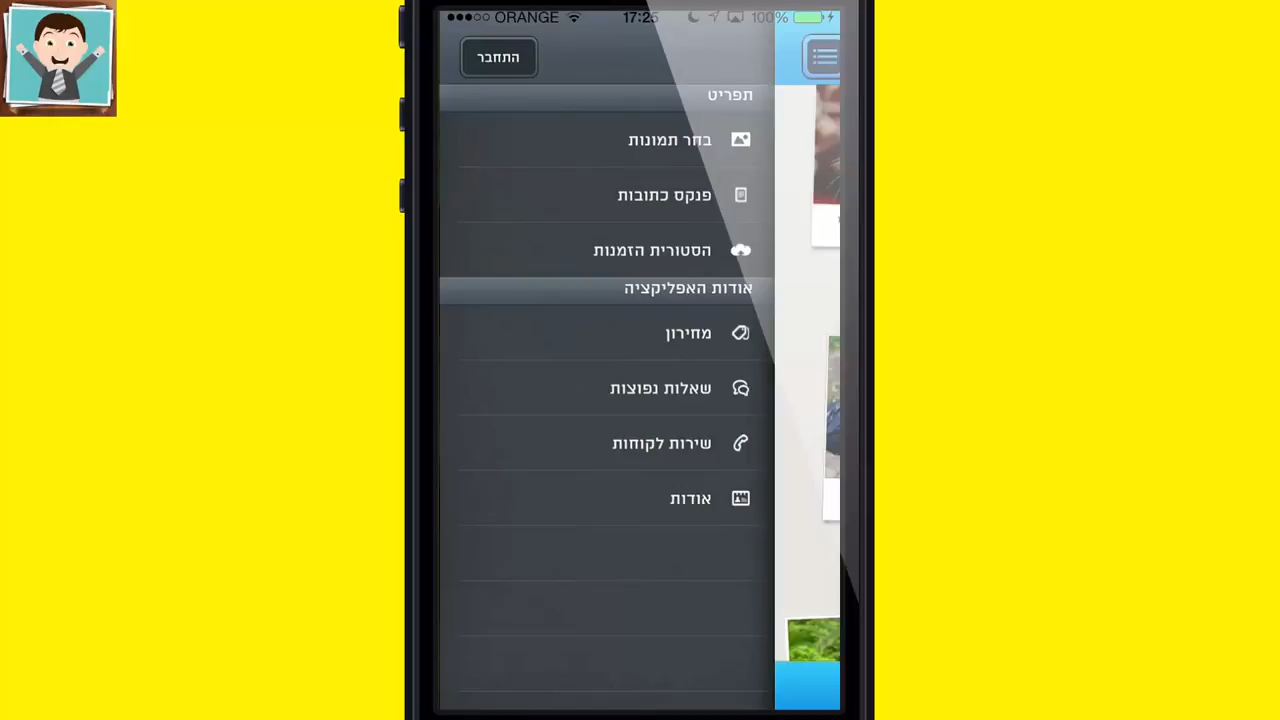 ORANGE 17:25 100%
התחבר
תפריט
בחר תמונות
פנקס כתובות
הסטורית הזמנות
אודות האפליקציה
מחירון
שאלות נפוצות
שירות לקוחות
אודות